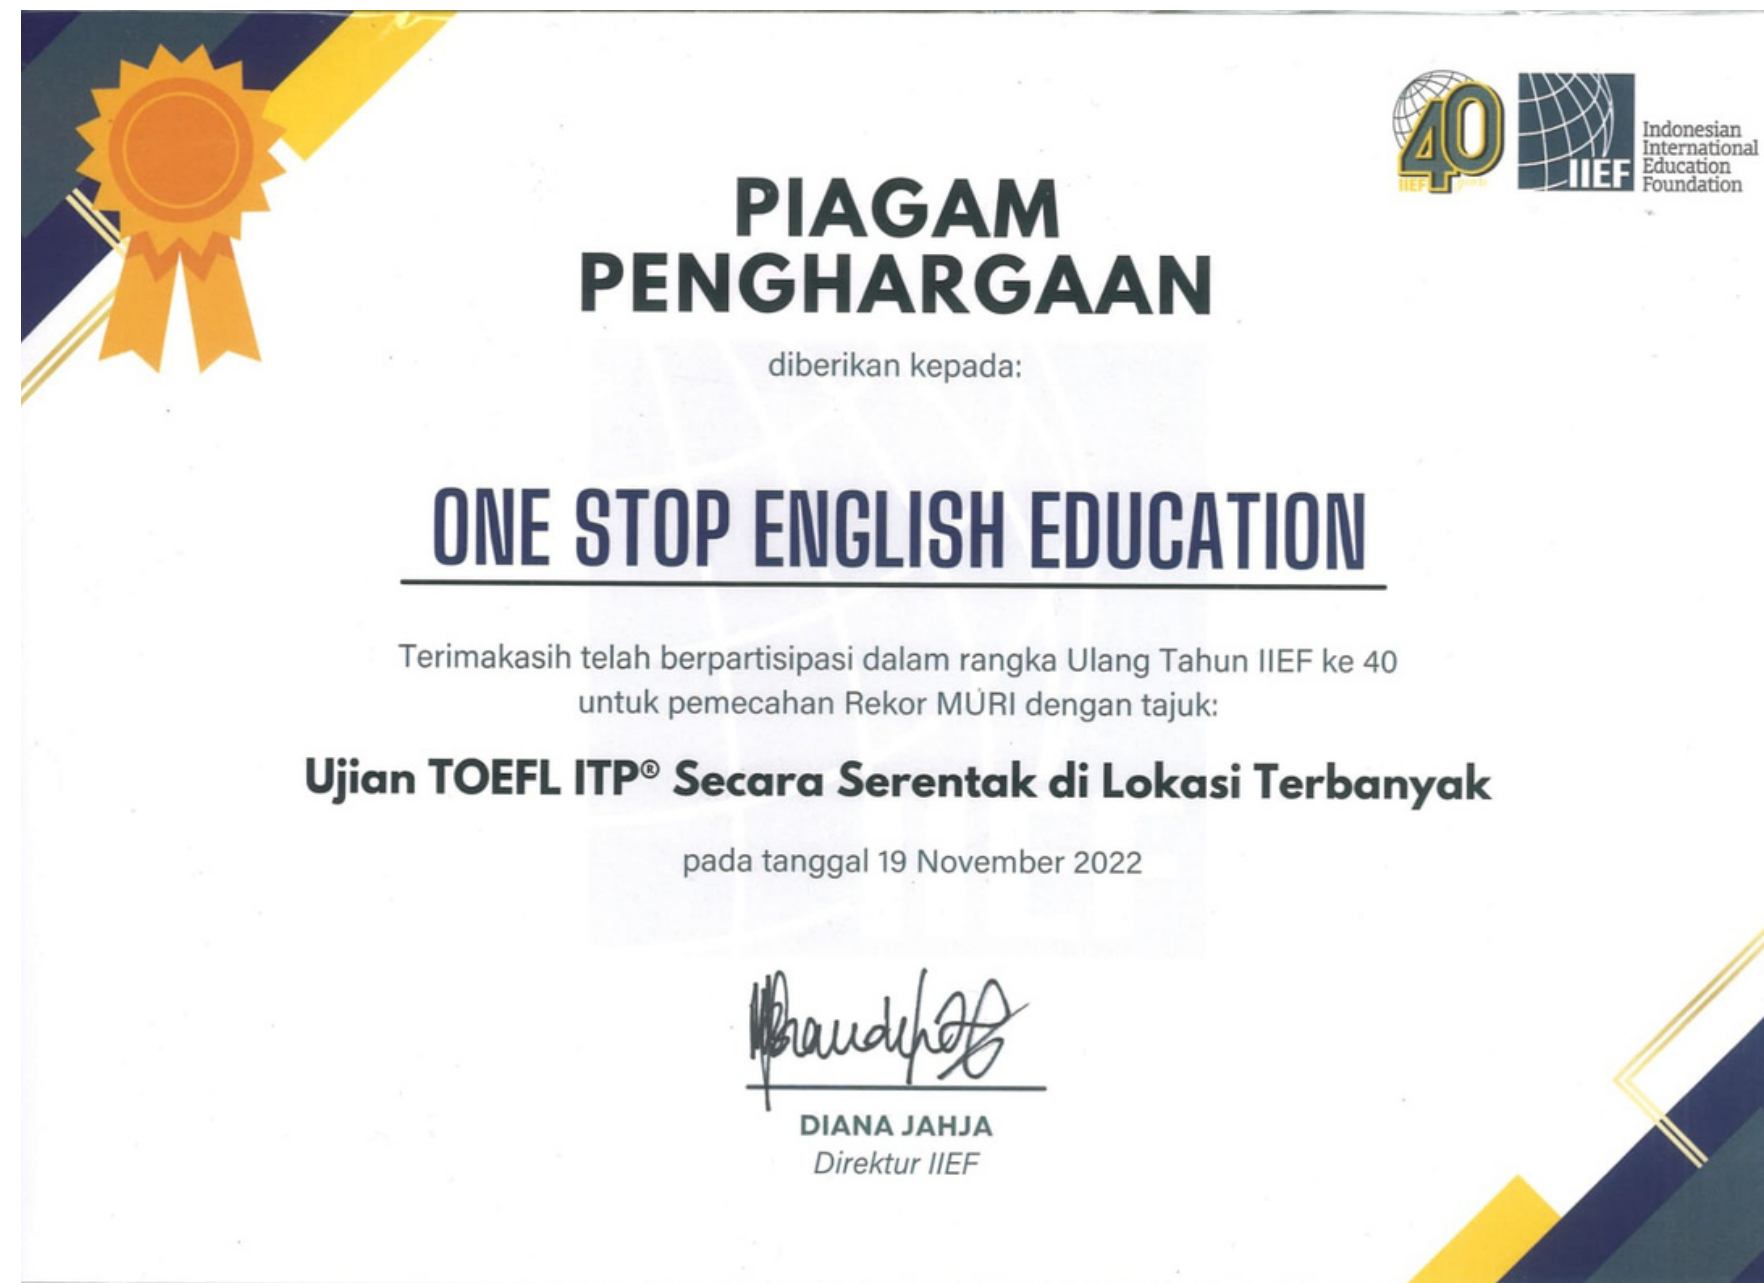 40
IIEF years
IIEF
Indonesian
International
Education
Foundation
PIAGAM
PENGHARGAAN
diberikan kepada:
ONE STOP ENGLISH EDUCATION
Terimakasih telah berpartisipasi dalam rangka Ulang Tahun IIEF ke 40
untuk pemecahan Rekor MURI dengan tajuk:
Ujian TOEFL ITP® Secara Serentak di Lokasi Terbanyak
pada tanggal 19 November 2022
DIANA JAHJA
Direktur IIEF